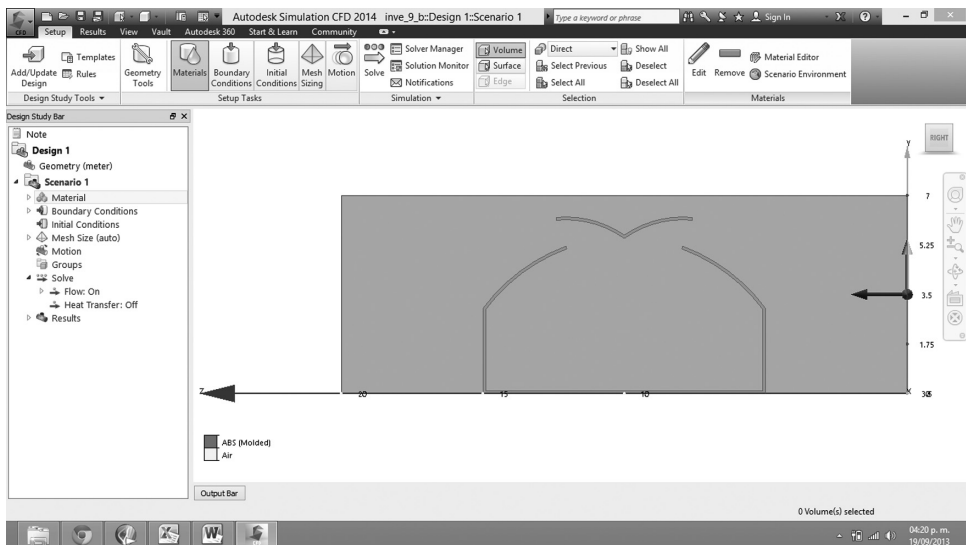 Autodesk Simulation CFD 2014 inve_9_b::Design 1::Scenario 1
Type a keyword or phrase
Sign In
CFD
Setup Results View Vault Autodesk 360 Start & Learn Community
Add/Update Design
Templates
Rules
Geometry Tools
Materials
Boundary Conditions
Initial Conditions
Mesh Sizing
Motion
Solve
Solver Manager
Solution Monitor
Notifications
Volume
Surface
Edge
Direct
Select Previous
Select All
Show All
Deselect
Deselect All
Edit
Remove
Material Editor
Scenario Environment
Design Study Tools
Setup Tasks
Simulation
Selection
Materials
Design Study Bar
Note
Design 1
Geometry (meter)
Scenario 1
Material
Boundary Conditions
Initial Conditions
Mesh Size (auto)
Motion
Groups
Solve
Flow: On
Heat Transfer: Off
Results
RIGHT
Y
7
5.25
3.5
1.75
Z
20
15
10
ABS (Molded)
Air
Output Bar
0 Volume(s) selected
04:20 p. m.
19/09/2013